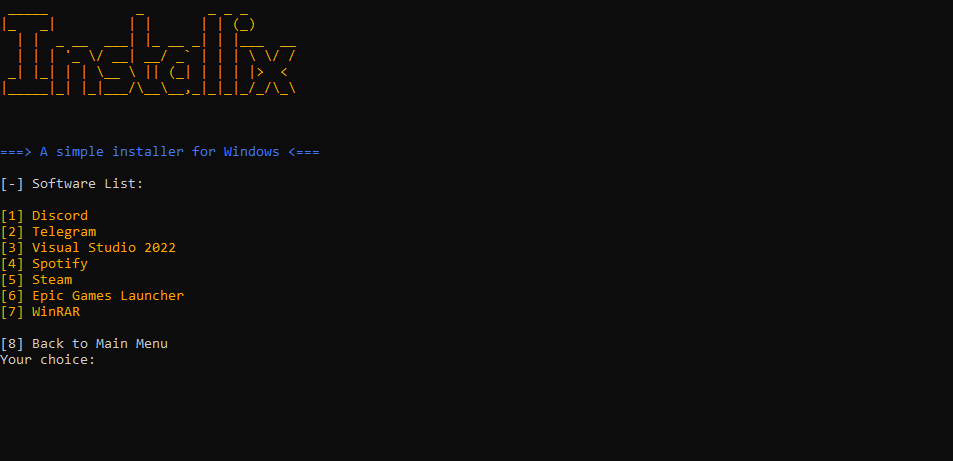 Installix
===> A simple installer for Windows <===
[-] Software List:
[1] Discord
[2] Telegram
[3] Visual Studio 2022
[4] Spotify
[5] Steam
[6] Epic Games Launcher
[7] WinRAR
[8] Back to Main Menu
Your choice: